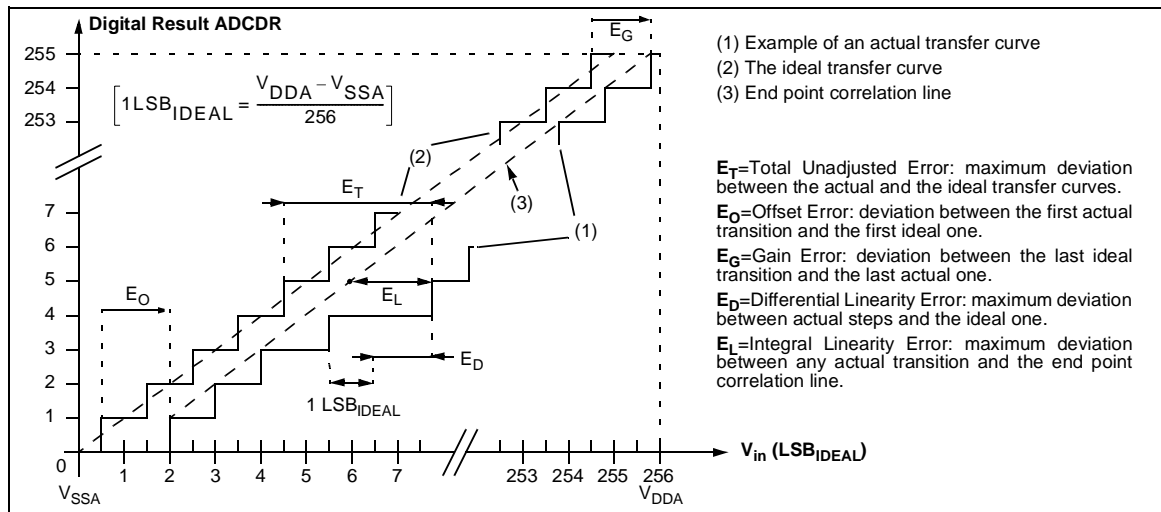 Digital Result ADCDR
E_G
(1) Example of an actual transfer curve
(2) The ideal transfer curve
(3) End point correlation line
255
254
253
[1LSB_IDEAL = (V_DDA – V_SSA) / 256]
(2)
E_T
(3)
(1)
7
6
5
4
3
2
1
0
E_O
E_L
E_D
1 LSB_IDEAL
E_T=Total Unadjusted Error: maximum deviation
between the actual and the ideal transfer curves.
E_O=Offset Error: deviation between the first actual
transition and the first ideal one.
E_G=Gain Error: deviation between the last ideal
transition and the last actual one.
E_D=Differential Linearity Error: maximum deviation
between actual steps and the ideal one.
E_L=Integral Linearity Error: maximum deviation
between any actual transition and the end point
correlation line.
V_in (LSB_IDEAL)
1 2 3 4 5 6 7 253 254 255 256
V_SSA V_DDA